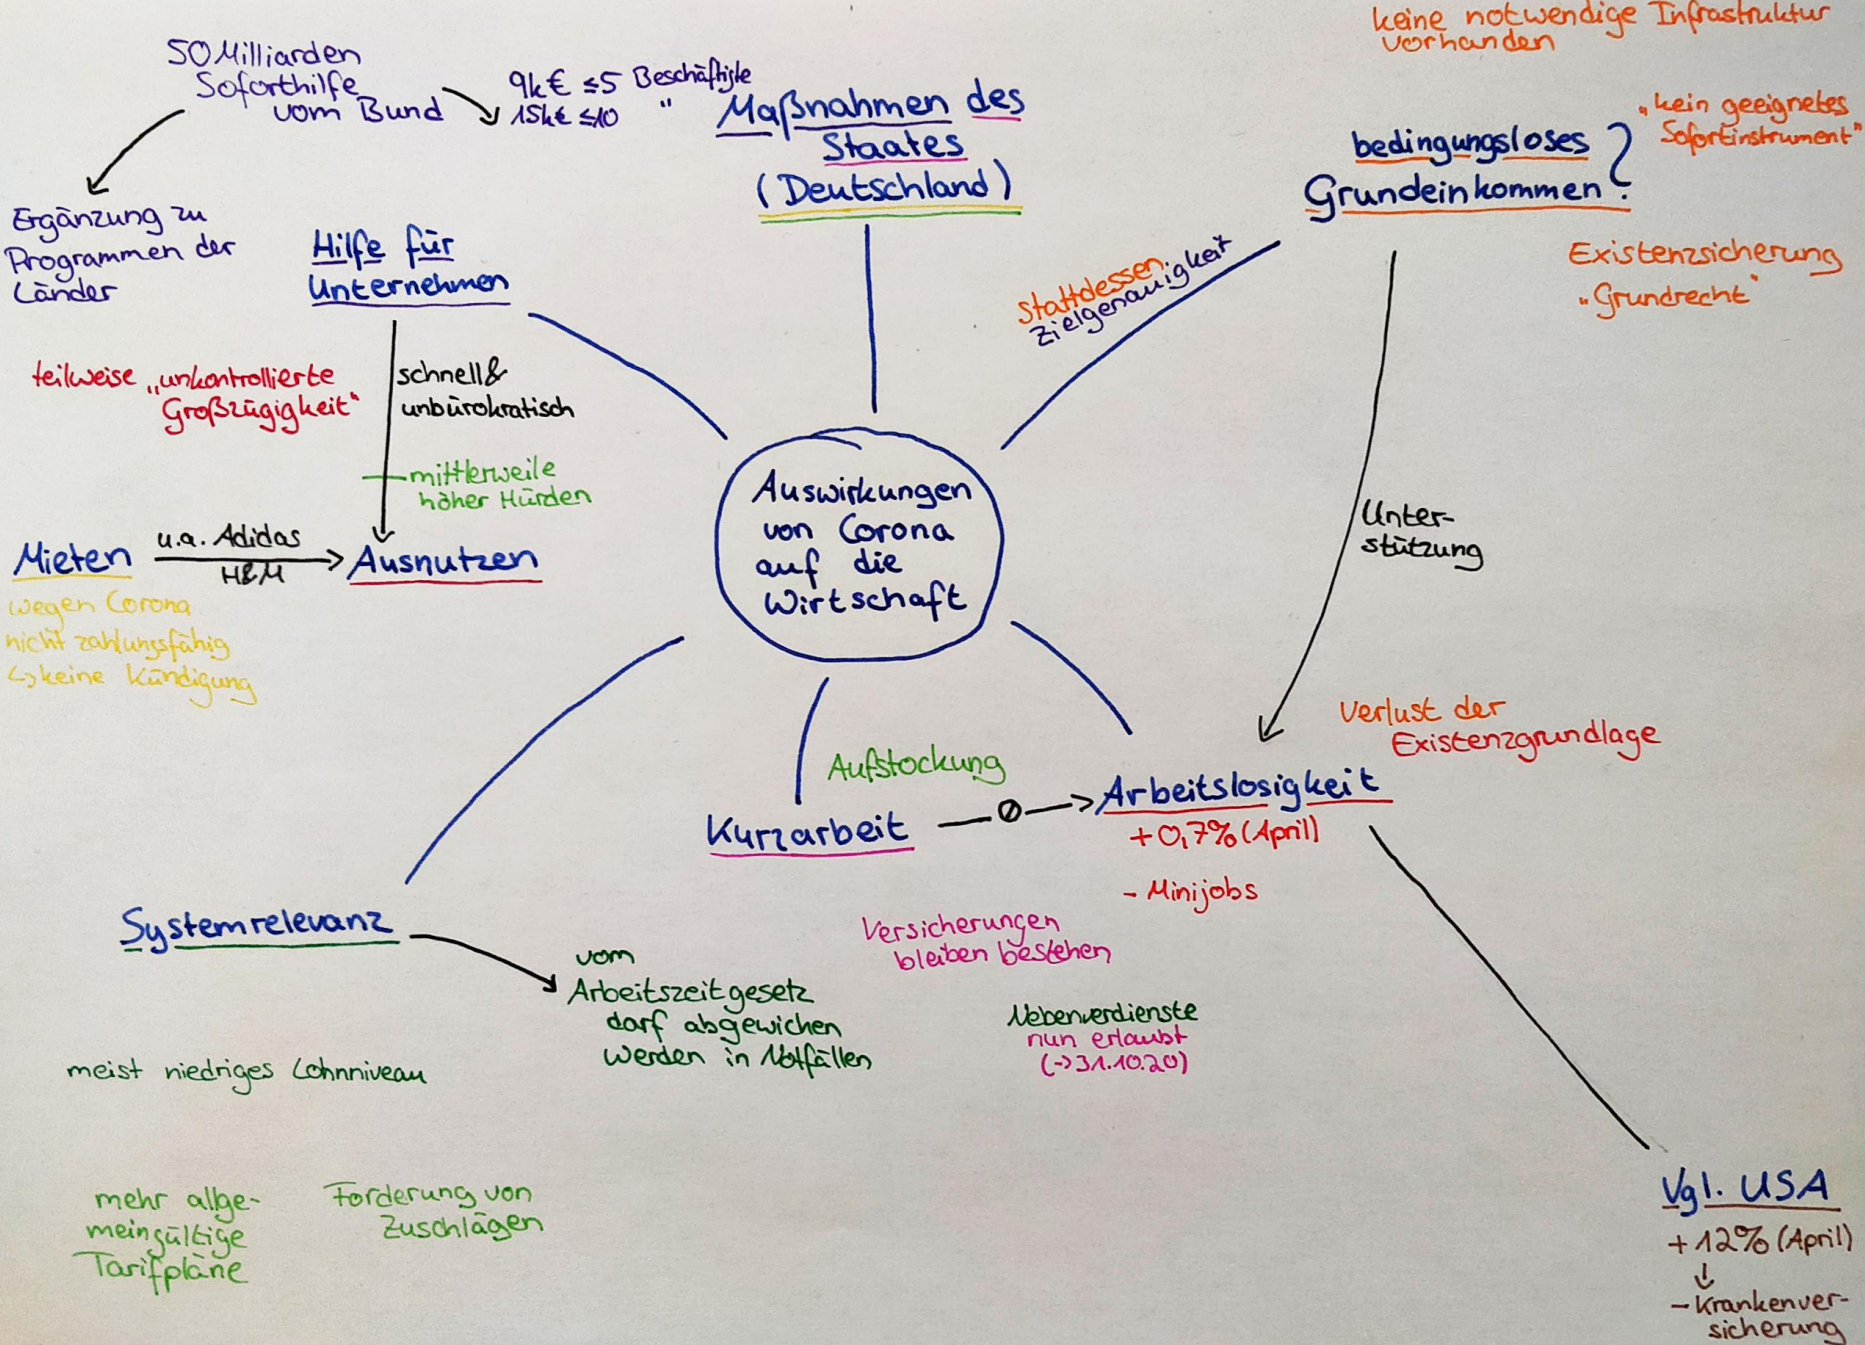 50 Milliarden
Soforthilfe
vom Bund
9k€ ≤5 Beschäftigte
15k€ ≤10 "
Ergänzung zu
Programmen der
Länder
Hilfe für
Unternehmen
teilweise „unkontrollierte
Großzügigkeit“
schnell &
unbürokratisch
mittlerweile
höher Hürden
Mieten
u.a. Adidas
H&M
Ausnutzen
wegen Corona
nicht zahlungsfähig
↳ keine Kündigung
Maßnahmen des
Staates
(Deutschland)
keine notwendige Infrastruktur
vorhanden
„kein geeignetes
Sofortinstrument“
bedingungsloses
Grundeinkommen?
Existenzsicherung
„Grundrecht“
stattdessen
Zielgenauigkeit
Auswirkungen
von Corona
auf die
Wirtschaft
Unter-
stützung
Verlust der
Existenzgrundlage
Aufstockung
Kurzarbeit
Arbeitslosigkeit
+0,7% (April)
- Minijobs
Versicherungen
bleiben bestehen
Nebenverdienste
nun erlaubt
(→31.10.20)
Systemrelevanz
vom
Arbeitszeitgesetz
darf abgewichen
werden in Notfällen
meist niedriges Lohnniveau
mehr allge-
meingültige
Tarifpläne
Forderung von
Zuschlägen
Vgl. USA
+12% (April)
↓
- Krankenver-
sicherung